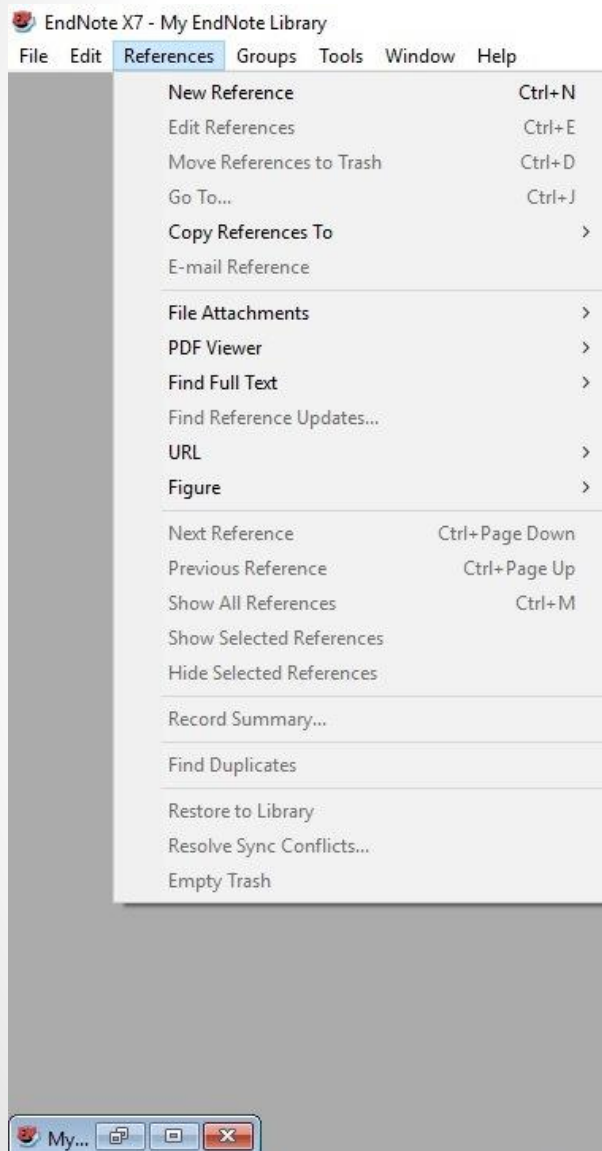 EndNote X7 - My EndNote Library
File Edit References Groups Tools Window Help
New Reference Ctrl+N
Edit References Ctrl+E
Move References to Trash Ctrl+D
Go To... Ctrl+J
Copy References To
E-mail Reference
File Attachments
PDF Viewer
Find Full Text
Find Reference Updates...
URL
Figure
Next Reference Ctrl+Page Down
Previous Reference Ctrl+Page Up
Show All References Ctrl+M
Show Selected References
Hide Selected References
Record Summary...
Find Duplicates
Restore to Library
Resolve Sync Conflicts...
Empty Trash
My...